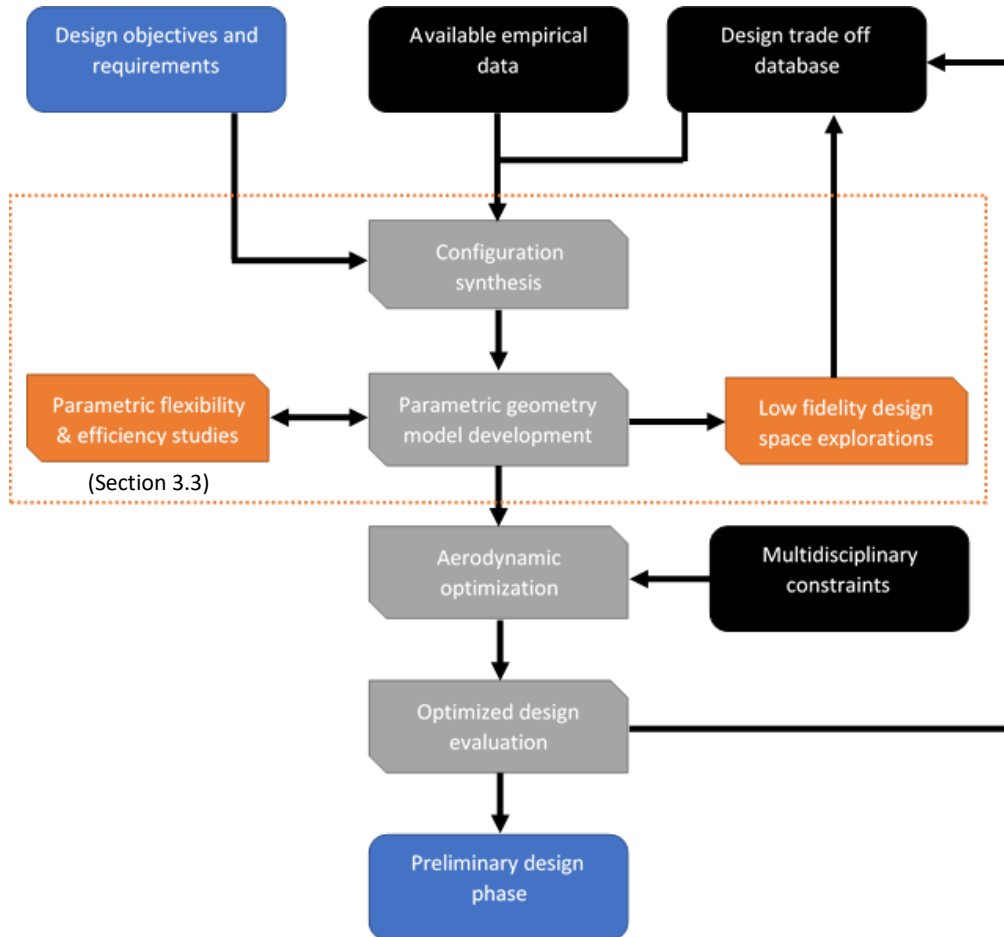 Design objectives and
requirements
Available empirical
data
Design trade off
database
Configuration
synthesis
Parametric flexibility
& efficiency studies
(Section 3.3)
Parametric geometry
model development
Low fidelity design
space explorations
Aerodynamic
optimization
Multidisciplinary
constraints
Optimized design
evaluation
Preliminary design
phase